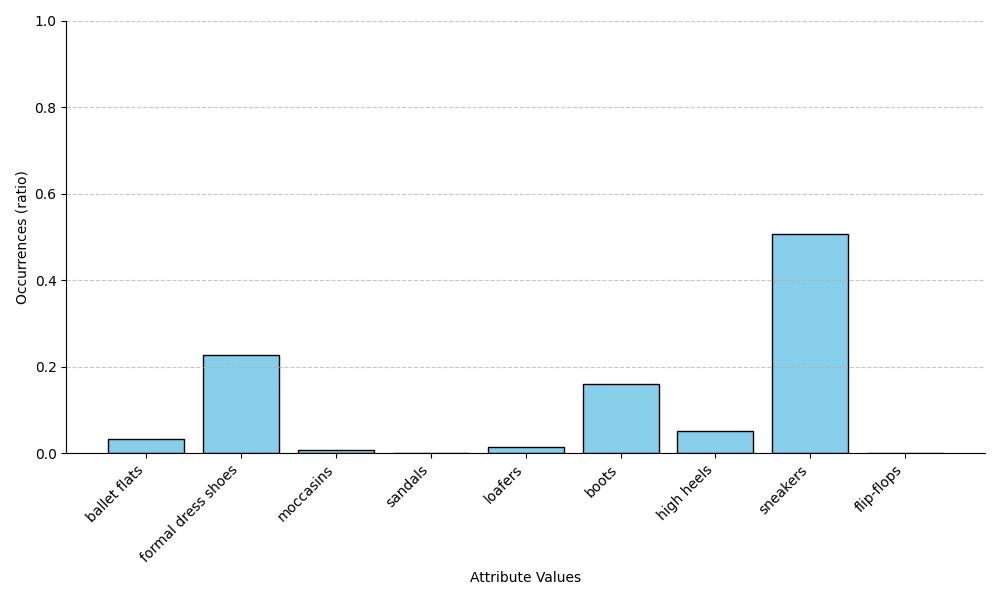 1.0
0.8
0.6
0.4
0.2
0.0
Occurrences (ratio)
ballet flats
formal dress shoes
moccasins
sandals
loafers
boots
high heels
sneakers
flip-flops
Attribute Values